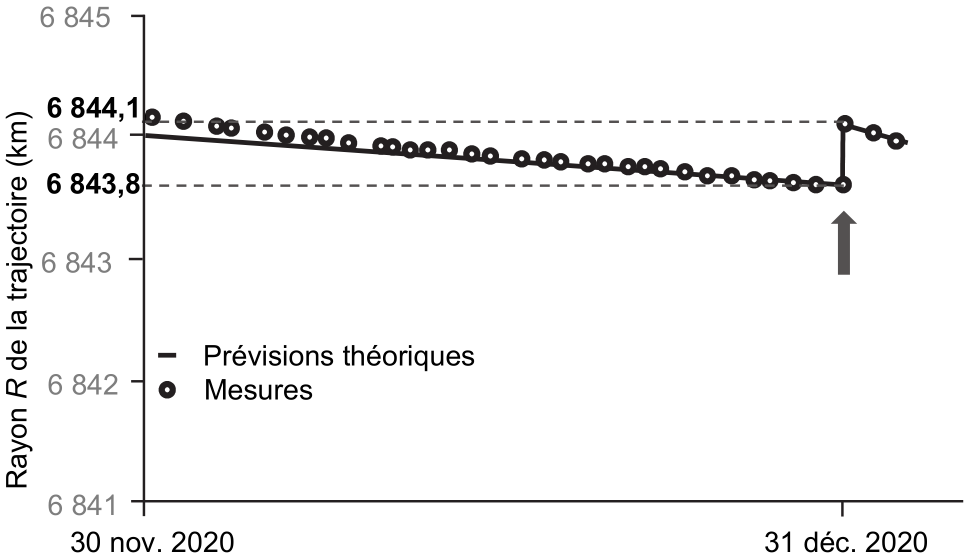 6 845
6 844,1
6 844
6 843,8
6 843
6 842
6 841
Rayon R de la trajectoire (km)
Prévisions théoriques
Mesures
30 nov. 2020
31 déc. 2020